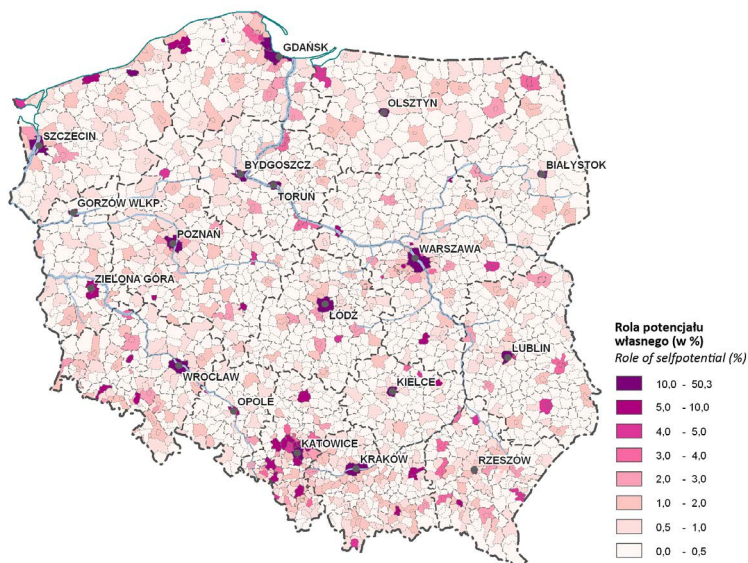 GDAŃSK
OLSZTYN
SZCZECIN
BYDGOSZCZ
BIAŁYSTOK
TORUŃ
GORZÓW WLKP.
POZNAŃ
WARSZAWA
ZIELONA GÓRA
ŁÓDŹ
LUBLIN
WROCŁAW
KIELCE
OPOLE
KATOWICE
KRAKÓW
RZESZÓW
Rola potencjału
własnego (w %)
Role of selfpotential (%)
10,0 - 50,3
5,0 - 10,0
4,0 - 5,0
3,0 - 4,0
2,0 - 3,0
1,0 - 2,0
0,5 - 1,0
0,0 - 0,5